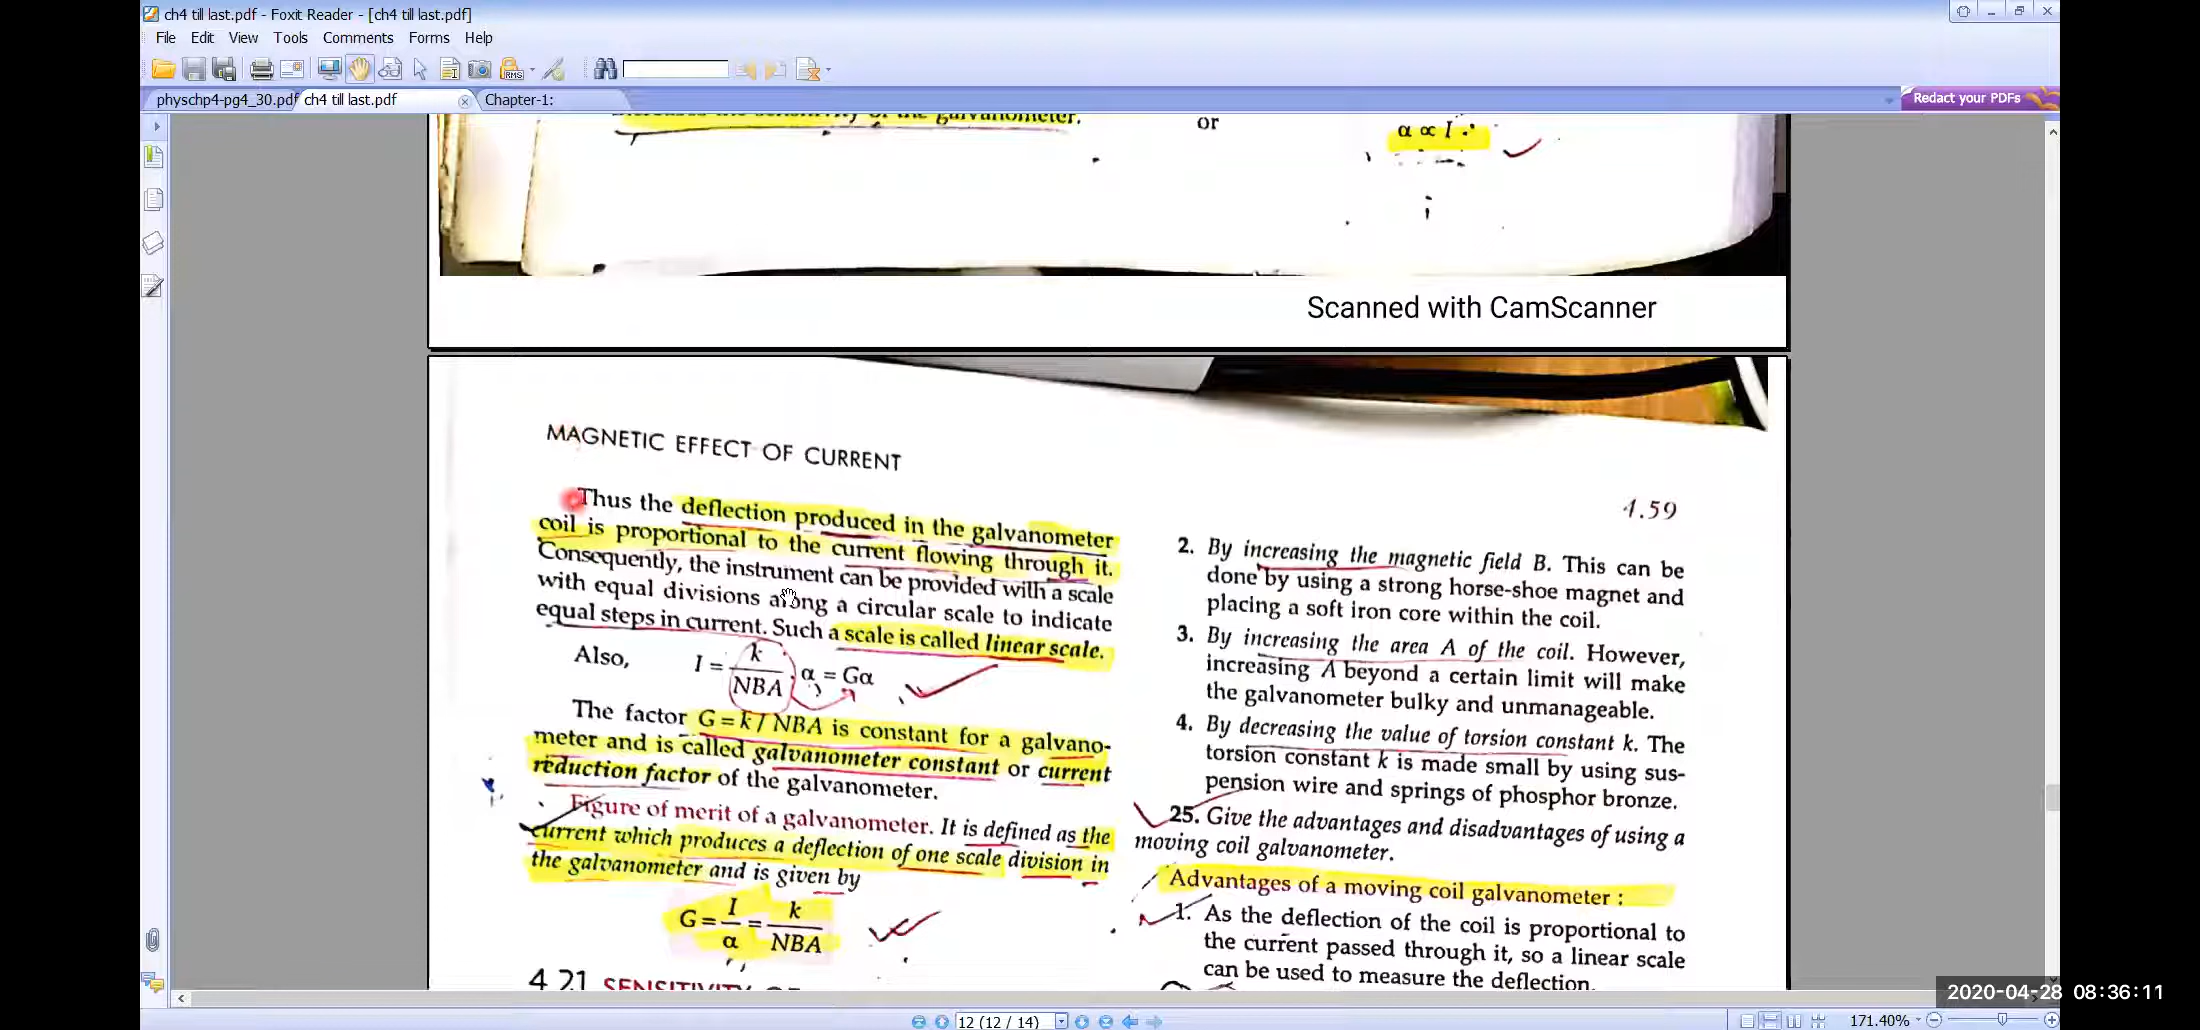 ch4 till last.pdf - Foxit Reader - [ch4 till last.pdf]
File Edit View Tools Comments Forms Help
physchp4-pg4_30.pdf ch4 till last.pdf Chapter-1:
Redact your PDFs
of the galvanometer.
or
α ∝ I
Scanned with CamScanner
MAGNETIC EFFECT OF CURRENT
4.59
Thus the deflection produced in the galvanometer
coil is proportional to the current flowing through it.
Consequently, the instrument can be provided with a scale
with equal divisions along a circular scale to indicate
equal steps in current. Such a scale is called linear scale.
Also, I = k/NBA . α = Gα
The factor G = k / NBA is constant for a galvano-
meter and is called galvanometer constant or current
reduction factor of the galvanometer.
Figure of merit of a galvanometer. It is defined as the
current which produces a deflection of one scale division in
the galvanometer and is given by
G = I/α = k/NBA
4.21 SENSITIVITY
2. By increasing the magnetic field B. This can be
done by using a strong horse-shoe magnet and
placing a soft iron core within the coil.
3. By increasing the area A of the coil. However,
increasing A beyond a certain limit will make
the galvanometer bulky and unmanageable.
4. By decreasing the value of torsion constant k. The
torsion constant k is made small by using sus-
pension wire and springs of phosphor bronze.
25. Give the advantages and disadvantages of using a
moving coil galvanometer.
Advantages of a moving coil galvanometer :
1. As the deflection of the coil is proportional to
the current passed through it, so a linear scale
can be used to measure the deflection.
2020-04-28 08:36:11
12 (12 / 14)
171.40%